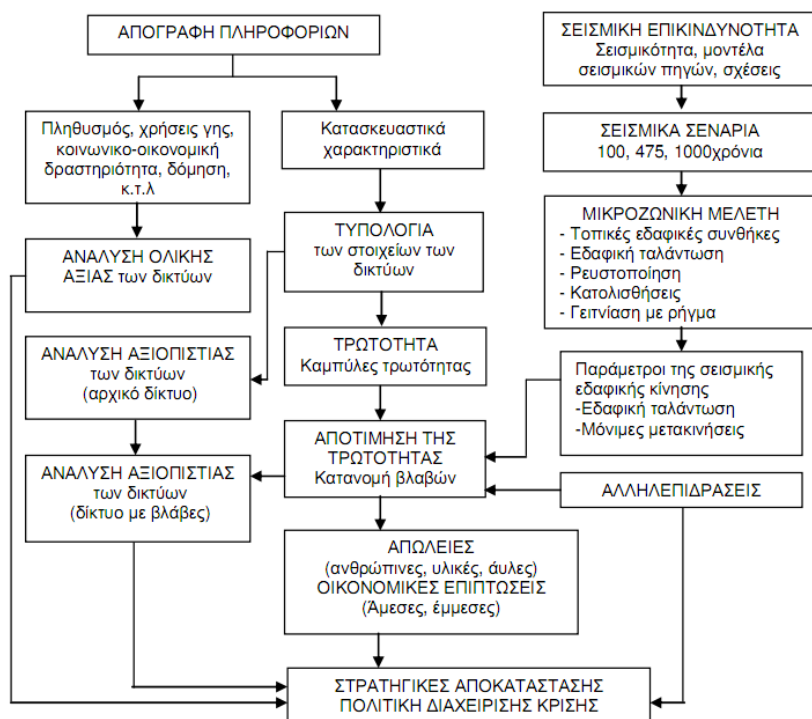 ΑΠΟΓΡΑΦΗ ΠΛΗΡΟΦΟΡΙΩΝ
Πληθυσμός, χρήσεις γης,
κοινωνικο-οικονομική
δραστηριότητα, δόμηση,
κ.τ.λ
Κατασκευαστικά
χαρακτηριστικά
ΑΝΑΛΥΣΗ ΟΛΙΚΗΣ
ΑΞΙΑΣ των δικτύων
ΤΥΠΟΛΟΓΙΑ
των στοιχείων των
δικτύων
ΑΝΑΛΥΣΗ ΑΞΙΟΠΙΣΤΙΑΣ
των δικτύων
(αρχικό δίκτυο)
ΤΡΩΤΟΤΗΤΑ
Καμπύλες τρωτότητας
ΑΝΑΛΥΣΗ ΑΞΙΟΠΙΣΤΙΑΣ
των δικτύων
(δίκτυο με βλάβες)
ΑΠΟΤΙΜΗΣΗ ΤΗΣ
ΤΡΩΤΟΤΗΤΑΣ
Κατανομή βλαβών
ΣΕΙΣΜΙΚΗ ΕΠΙΚΙΝΔΥΝΟΤΗΤΑ
Σεισμικότητα, μοντέλα
σεισμικών πηγών, σχέσεις
ΣΕΙΣΜΙΚΑ ΣΕΝΑΡΙΑ
100, 475, 1000χρόνια
ΜΙΚΡΟΖΩΝΙΚΗ ΜΕΛΕΤΗ
- Τοπικές εδαφικές συνθήκες
- Εδαφική ταλάντωση
- Ρευστοποίηση
- Κατολισθήσεις
- Γειτνίαση με ρήγμα
Παράμετροι της σεισμικής
εδαφικής κίνησης
-Εδαφική ταλάντωση
-Μόνιμες μετακινήσεις
ΑΛΛΗΛΕΠΙΔΡΑΣΕΙΣ
ΑΠΩΛΕΙΕΣ
(ανθρώπινες, υλικές, άυλες)
ΟΙΚΟΝΟΜΙΚΕΣ ΕΠΙΠΤΩΣΕΙΣ
(Άμεσες, έμμεσες)
ΣΤΡΑΤΗΓΙΚΕΣ ΑΠΟΚΑΤΑΣΤΑΣΗΣ
ΠΟΛΙΤΙΚΗ ΔΙΑΧΕΙΡΙΣΗΣ ΚΡΙΣΗΣ